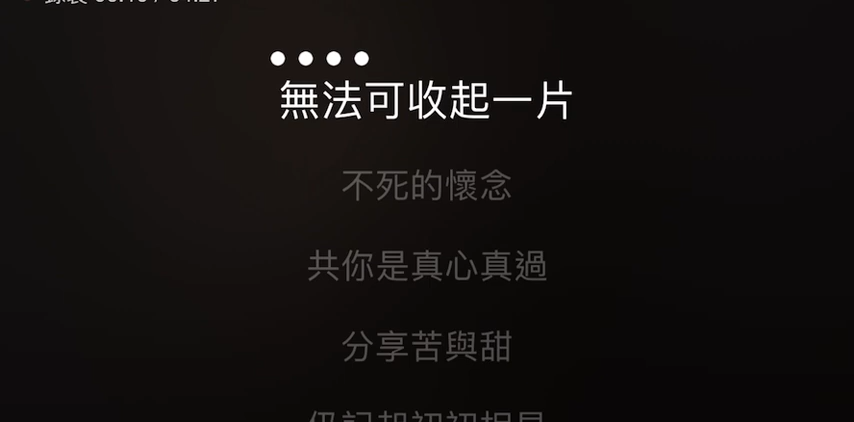 無法可收起一片
不死的懷念
共你是真心真過
分享苦與甜